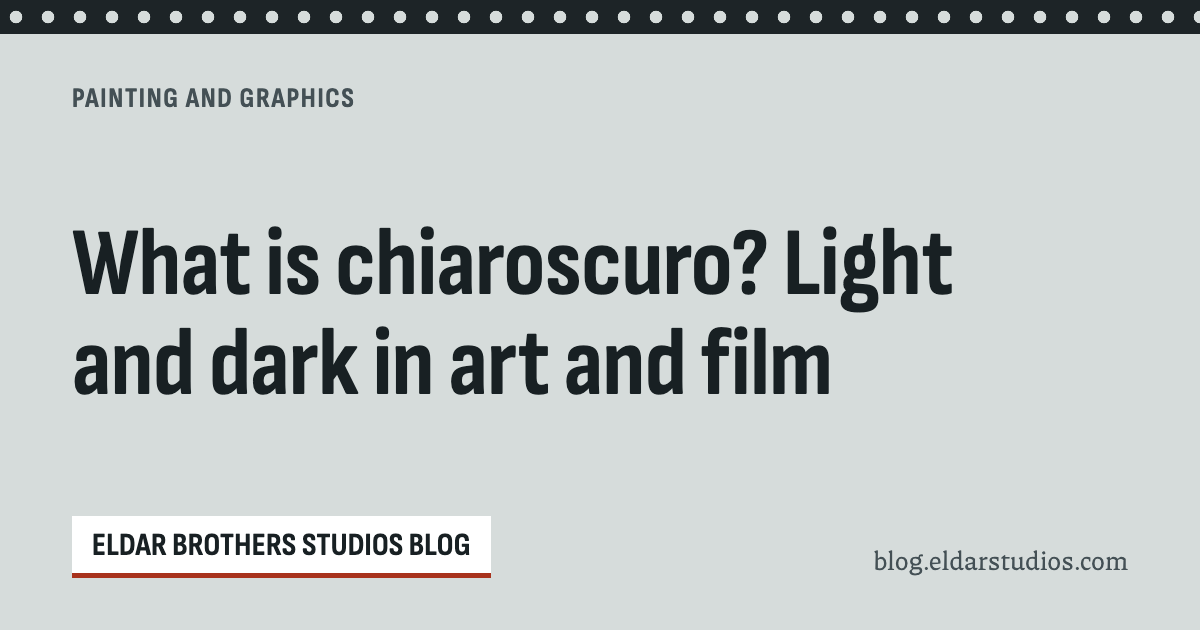 PAINTING AND GRAPHICS
What is chiaroscuro? Light
and dark in art and film
ELDAR BROTHERS STUDIOS BLOG
blog.eldarstudios.com